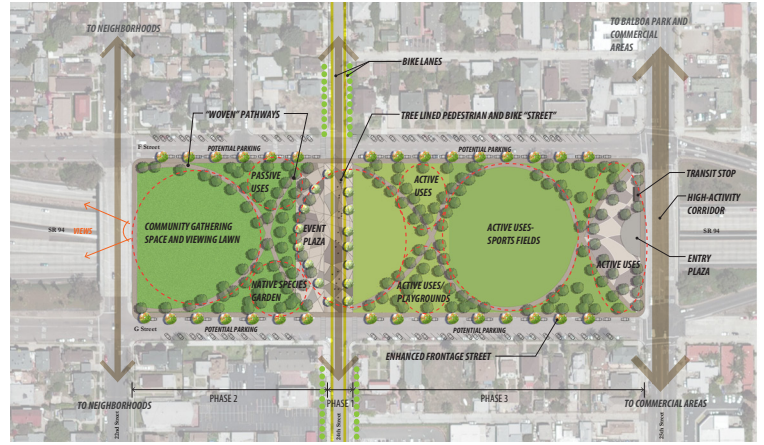 TO NEIGHBORHOODS
TO BALBOA PARK AND
COMMERCIAL
AREAS
BIKE LANES
"WOVEN" PATHWAYS
TREE LINED PEDESTRIAN AND BIKE "STREET"
F Street
POTENTIAL PARKING
POTENTIAL PARKING
PASSIVE
USES
ACTIVE
USES
TRANSIT STOP
HIGH-ACTIVITY
CORRIDOR
SR 94
VIEWS
COMMUNITY GATHERING
SPACE AND VIEWING LAWN
EVENT
PLAZA
ACTIVE USES-
SPORTS FIELDS
SR 94
ENTRY
PLAZA
ACTIVE USES
NATIVE SPECIES
GARDEN
ACTIVE USES/
PLAYGROUNDS
G Street
POTENTIAL PARKING
POTENTIAL PARKING
ENHANCED FRONTAGE STREET
PHASE 2
PHASE 1
PHASE 3
TO NEIGHBORHOODS
TO COMMERCIAL AREAS
22nd Street
24th Street
25th Street